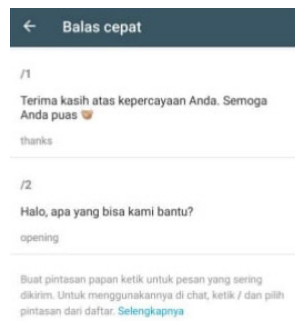 Balas cepat
/1
Terima kasih atas kepercayaan Anda. Semoga
Anda puas
thanks
/2
Halo, apa yang bisa kami bantu?
opening
Buat pintasan papan ketik untuk pesan yang sering
dikirim. Untuk menggunakannya di chat, ketik / dan pilih
pintasan dari daftar. Selengkapnya